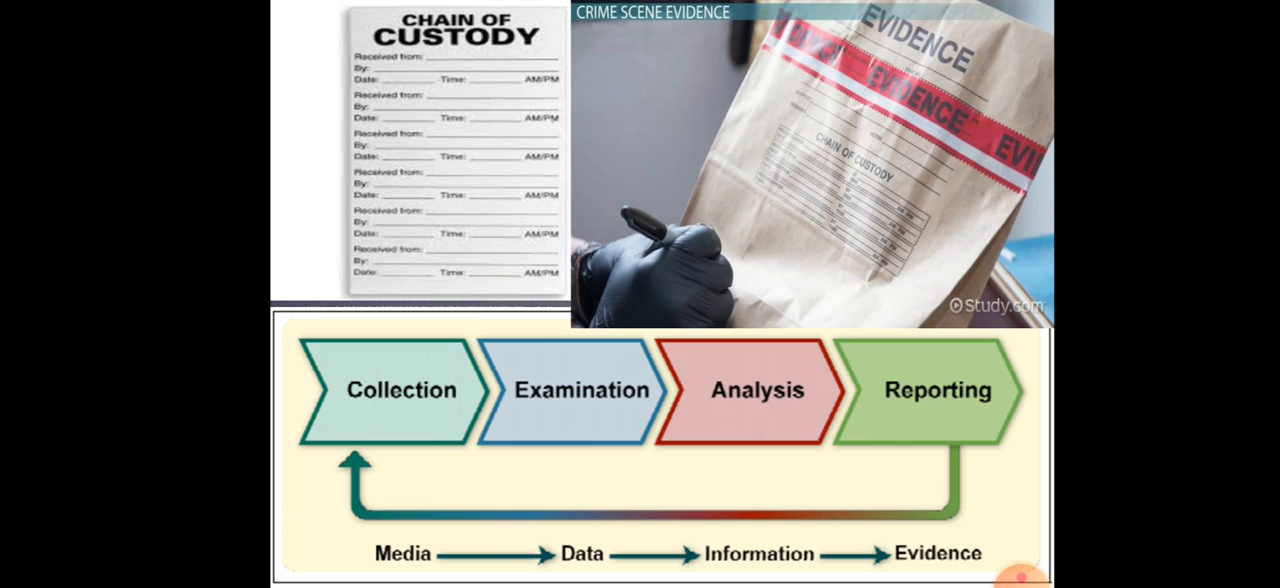 CHAIN OF
CUSTODY
Received from:
By:
Date: Time: AM/PM
Received from:
By:
Date: Time: AM/PM
Received from:
By:
Date: Time: AM/PM
Received from:
By:
Date: Time: AM/PM
Received from:
By:
Date: Time: AM/PM
Received from:
By:
Date: Time: AM/PM
CRIME SCENE EVIDENCE
EVIDENCE
EVIDENCE
EVI
CHAIN OF CUSTODY
Study.com
Collection Examination Analysis Reporting
Media Data Information Evidence